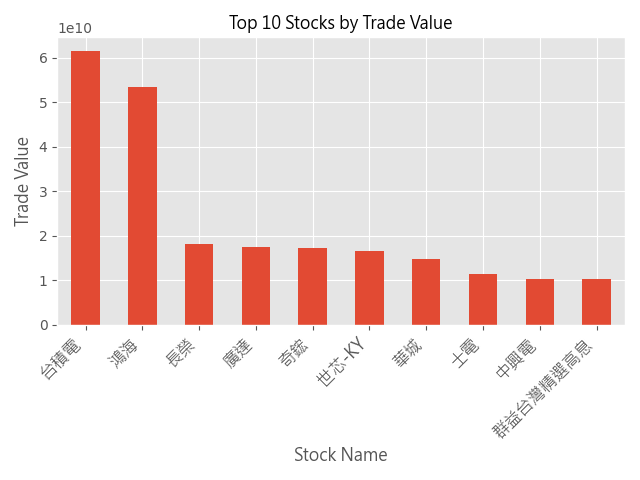 Top 10 Stocks by Trade Value
1e10
6
5
4
3
2
1
0
Trade Value
台積電
鴻海
長榮
廣達
奇鋐
世芯-KY
華城
士電
中興電
群益台灣精選高息
Stock Name